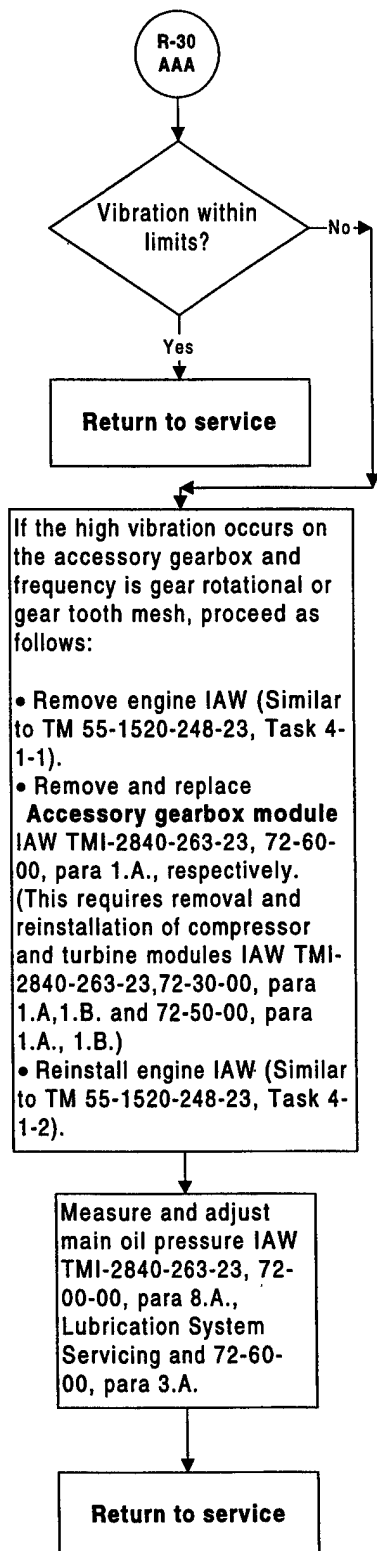 R-30
AAA
Vibration within
limits?
No
Yes
Return to service
If the high vibration occurs on
the accessory gearbox and
frequency is gear rotational or
gear tooth mesh, proceed as
follows:
• Remove engine IAW (Similar
to TM 55-1520-248-23, Task 4-
1-1).
• Remove and replace
Accessory gearbox module
IAW TMI-2840-263-23, 72-60-
00, para 1.A., respectively.
(This requires removal and
reinstallation of compressor
and turbine modules IAW TMI-
2840-263-23,72-30-00, para
1.A,1.B. and 72-50-00, para
1.A., 1.B.)
• Reinstall engine IAW (Similar
to TM 55-1520-248-23, Task 4-
1-2).
Measure and adjust
main oil pressure IAW
TMI-2840-263-23, 72-
00-00, para 8.A.,
Lubrication System
Servicing and 72-60-
00, para 3.A.
Return to service